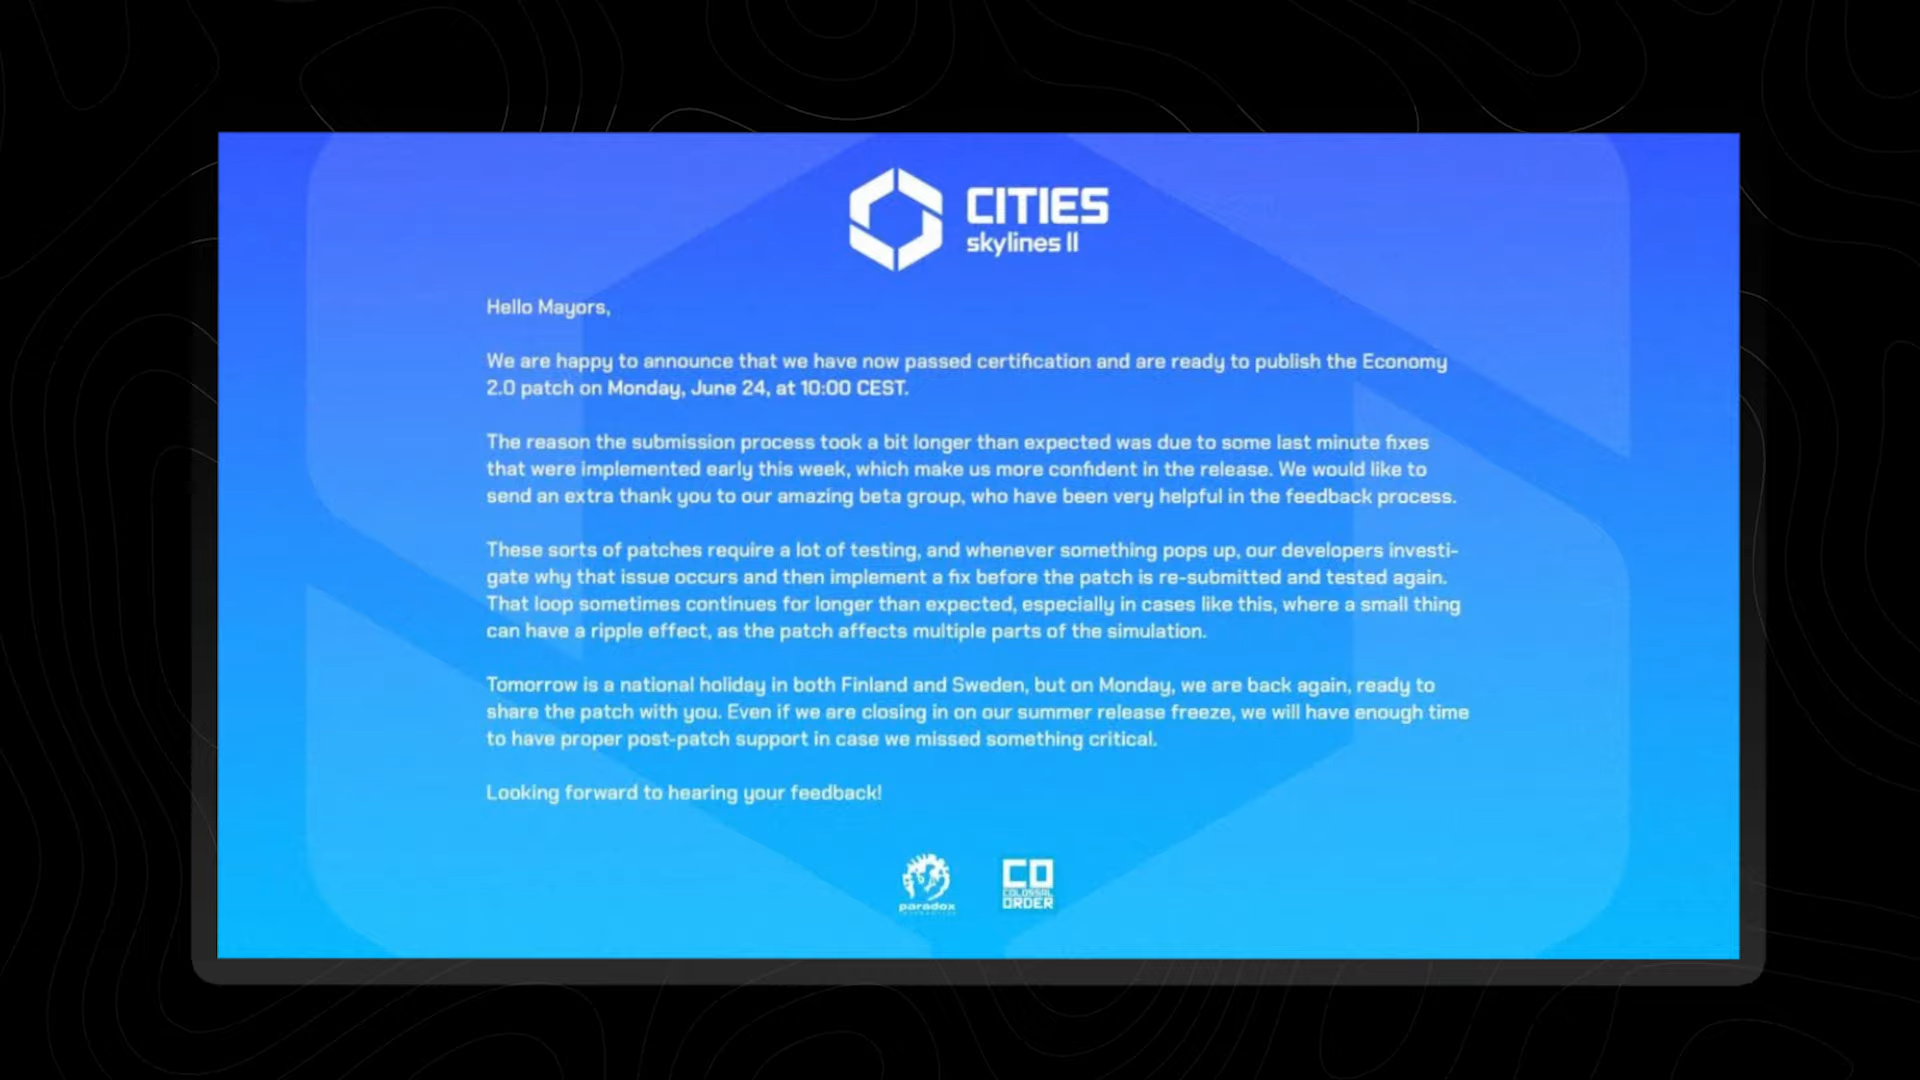 CITIES
skylines II
Hello Mayors,
We are happy to announce that we have now passed certification and are ready to publish the Economy
2.0 patch on Monday, June 24, at 10:00 CEST.
The reason the submission process took a bit longer than expected was due to some last minute fixes
that were implemented early this week, which make us more confident in the release. We would like to
send an extra thank you to our amazing beta group, who have been very helpful in the feedback process.
These sorts of patches require a lot of testing, and whenever something pops up, our developers investi-
gate why that issue occurs and then implement a fix before the patch is re-submitted and tested again.
That loop sometimes continues for longer than expected, especially in cases like this, where a small thing
can have a ripple effect, as the patch affects multiple parts of the simulation.
Tomorrow is a national holiday in both Finland and Sweden, but on Monday, we are back again, ready to
share the patch with you. Even if we are closing in on our summer release freeze, we will have enough time
to have proper post-patch support in case we missed something critical.
Looking forward to hearing your feedback!
paradox
CO
COLOSSAL
ORDER